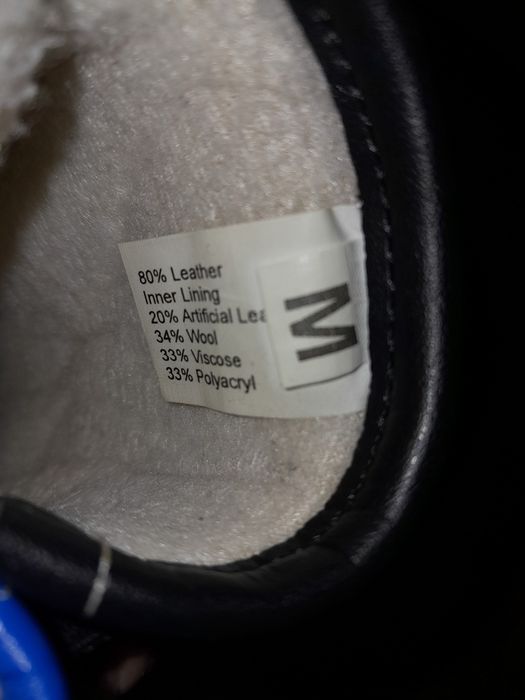 80% Leather
Inner Lining
20% Artificial Lea
34% Wool
33% Viscose
33% Polyacryl
M